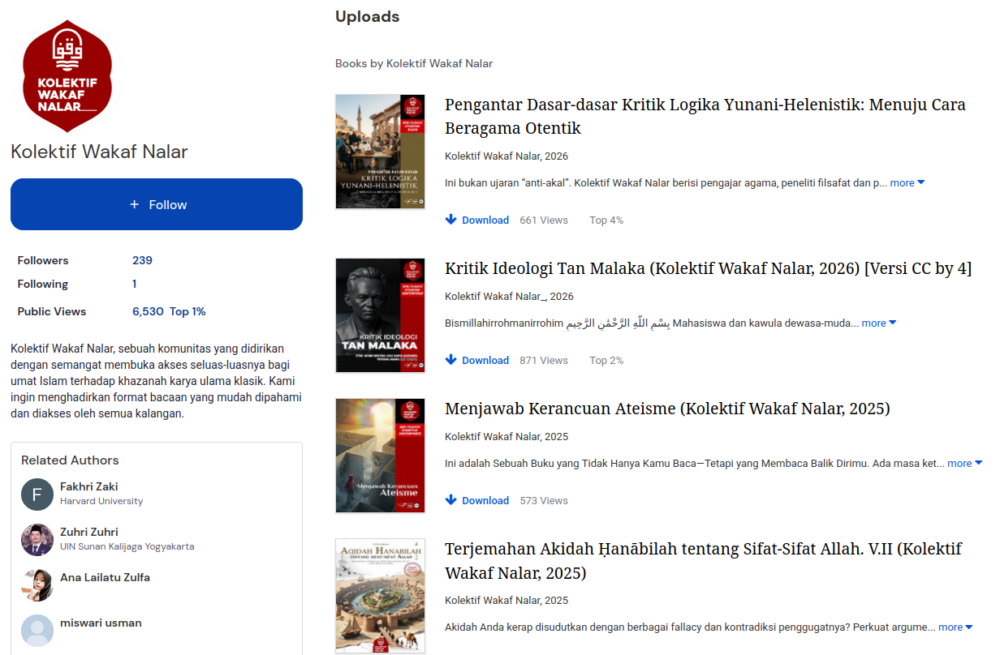 وقف
KOLEKTIF
WAKAF
NALAR
Kolektif Wakaf Nalar
+ Follow
Followers 239
Following 1
Public Views 6,530 Top 1%
Kolektif Wakaf Nalar, sebuah komunitas yang didirikan
dengan semangat membuka akses seluas-luasnya bagi
umat Islam terhadap khazanah karya ulama klasik. Kami
ingin menghadirkan format bacaan yang mudah dipahami
dan diakses oleh semua kalangan.
Related Authors
F
Fakhri Zaki
Harvard University
Zuhri Zuhri
UIN Sunan Kalijaga Yogyakarta
Ana Lailatu Zulfa
miswari usman
Uploads
Books by Kolektif Wakaf Nalar
PENGANTAR DASAR-DASAR
KRITIK LOGIKA
YUNANI-HELENISTIK
Pengantar Dasar-dasar Kritik Logika Yunani-Helenistik: Menuju Cara
Beragama Otentik
Kolektif Wakaf Nalar, 2026
Ini bukan ujaran “anti-akal”. Kolektif Wakaf Nalar berisi pengajar agama, peneliti filsafat dan p... more
Download 661 Views Top 4%
KRITIK IDEOLOGI
TAN MALAKA
Kritik Ideologi Tan Malaka (Kolektif Wakaf Nalar, 2026) [Versi CC by 4]
Kolektif Wakaf Nalar_, 2026
Bismillahirrohmanirrohim بِسْمِ اللَّهِ الرَّحْمَٰنِ الرَّحِيمِ Mahasiswa dan kawula dewasa-muda... more
Download 871 Views Top 2%
Menjawab Kerancuan
Ateisme
Menjawab Kerancuan Ateisme (Kolektif Wakaf Nalar, 2025)
Kolektif Wakaf Nalar, 2025
Ini adalah Sebuah Buku yang Tidak Hanya Kamu Baca—Tetapi yang Membaca Balik Dirimu. Ada masa ket... more
Download 573 Views
AQIDAH HANABILAH
TENTANG SIFAT-SIFAT ALLAH
Terjemahan Akidah Ḥanābilah tentang Sifat-Sifat Allah. V.II (Kolektif
Wakaf Nalar, 2025)
Kolektif Wakaf Nalar, 2025
Akidah Anda kerap disudutkan dengan berbagai fallacy dan kontradiksi penggugatnya? Perkuat argume... more